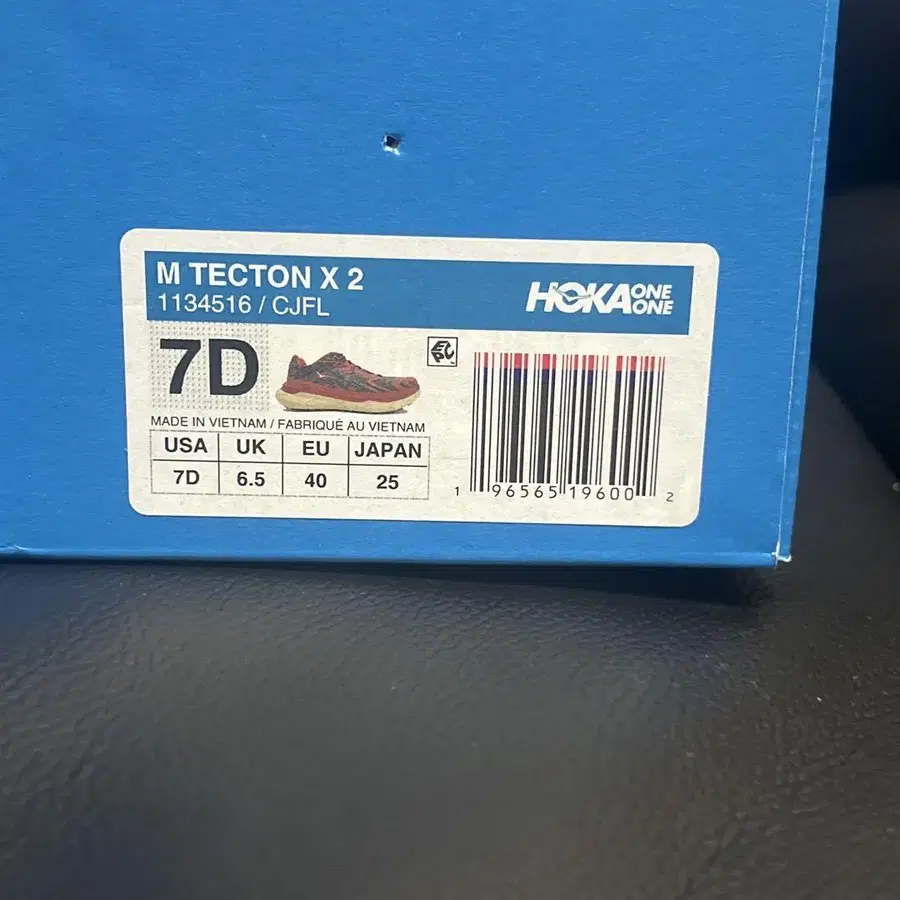 M TECTON X 2
1134516 / CJFL
HOKA ONE ONE
7D
EPC
MADE IN VIETNAM / FABRIQUÉ AU VIETNAM
USA UK EU JAPAN
7D 6.5 40 25
1 96565 19600 2